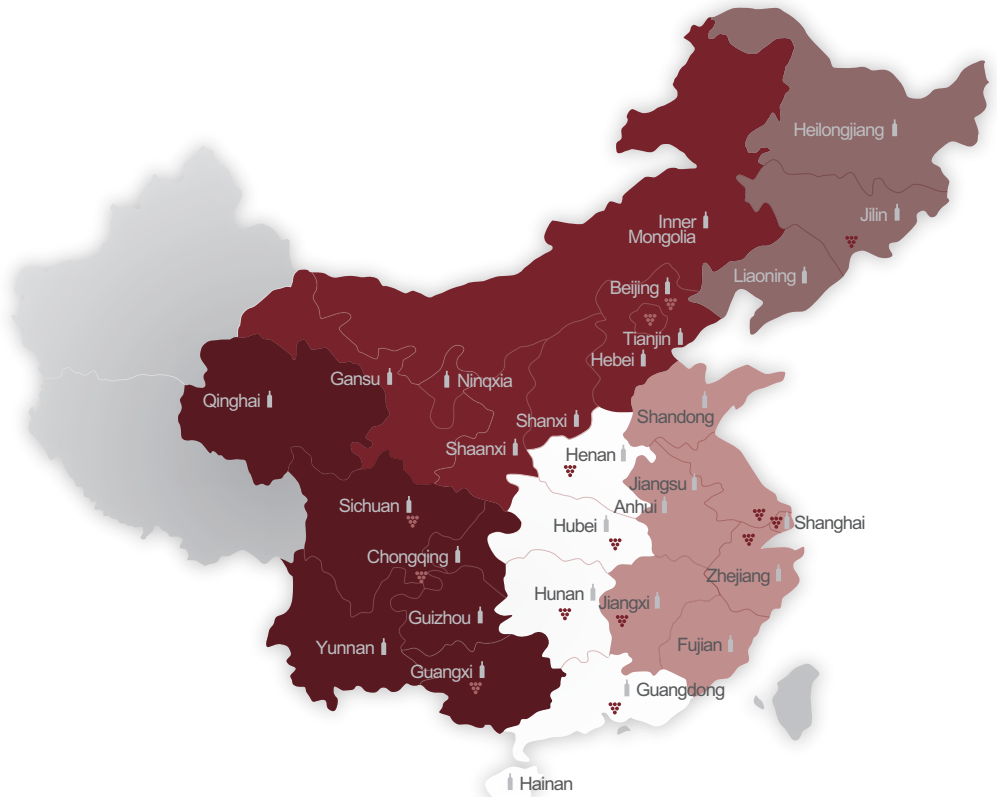 Heilongjiang
Jilin
Inner
Mongolia
Liaoning
Beijing
Tianjin
Hebei
Gansu
Ninqxia
Qinghai
Shandong
Shanxi
Shaanxi
Henan
Jiangsu
Sichuan
Anhui
Hubei
Shanghai
Chongqing
Zhejiang
Hunan
Jiangxi
Guizhou
Yunnan
Fujian
Guangxi
Guangdong
Hainan